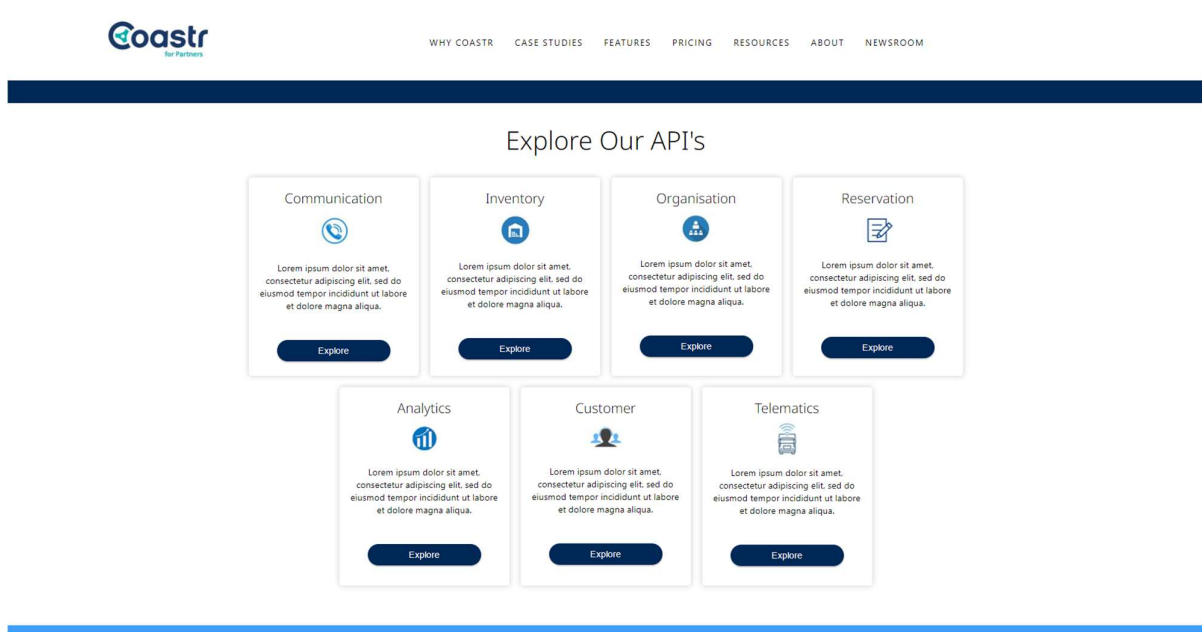 Coastr
for Partners
WHY COASTR CASE STUDIES FEATURES PRICING RESOURCES ABOUT NEWSROOM
Explore Our API's
Communication
Lorem ipsum dolor sit amet,
consectetur adipiscing elit, sed do
eiusmod tempor incididunt ut labore
et dolore magna aliqua.
Explore
Inventory
Lorem ipsum dolor sit amet,
consectetur adipiscing elit, sed do
eiusmod tempor incididunt ut labore
et dolore magna aliqua.
Explore
Organisation
Lorem ipsum dolor sit amet,
consectetur adipiscing elit, sed do
eiusmod tempor incididunt ut labore
et dolore magna aliqua.
Explore
Reservation
Lorem ipsum dolor sit amet,
consectetur adipiscing elit, sed do
eiusmod tempor incididunt ut labore
et dolore magna aliqua.
Explore
Analytics
Lorem ipsum dolor sit amet,
consectetur adipiscing elit, sed do
eiusmod tempor incididunt ut labore
et dolore magna aliqua.
Explore
Customer
Lorem ipsum dolor sit amet,
consectetur adipiscing elit, sed do
eiusmod tempor incididunt ut labore
et dolore magna aliqua.
Explore
Telematics
Lorem ipsum dolor sit amet,
consectetur adipiscing elit, sed do
eiusmod tempor incididunt ut labore
et dolore magna aliqua.
Explore